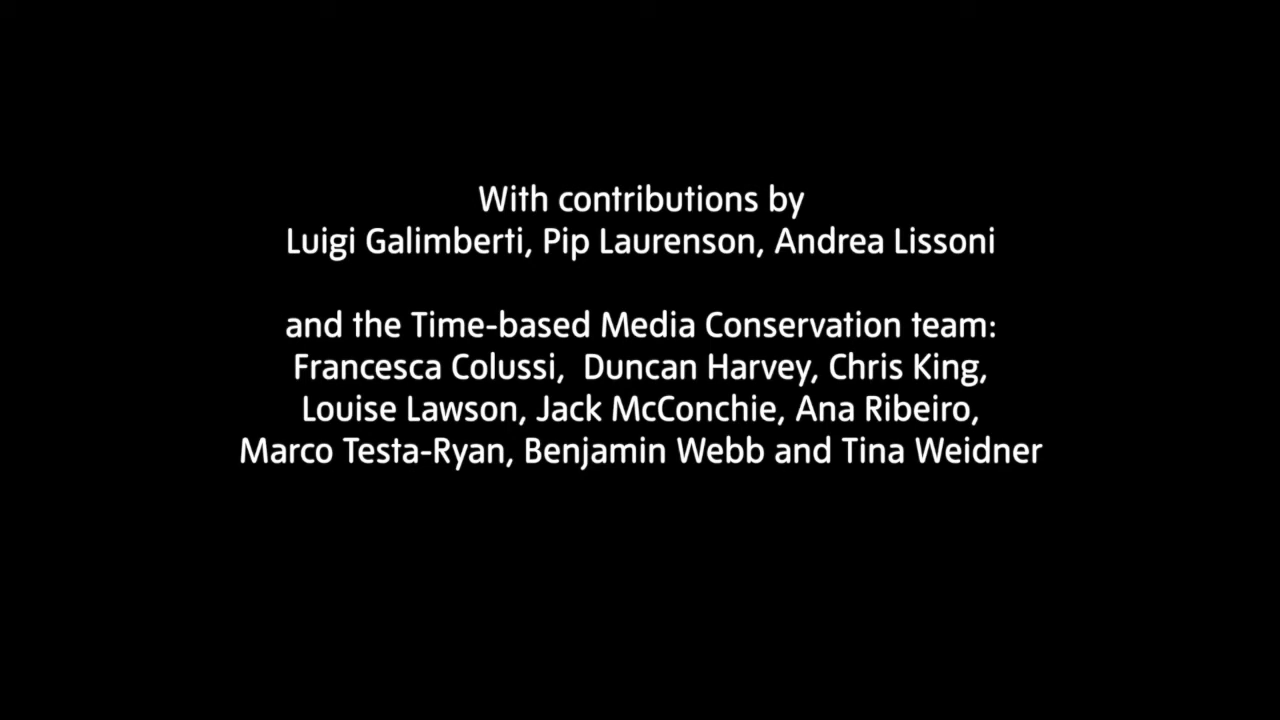 With contributions by
Luigi Galimberti, Pip Laurenson, Andrea Lissoni
and the Time-based Media Conservation team:
Francesca Colussi,  Duncan Harvey, Chris King,
Louise Lawson, Jack McConchie, Ana Ribeiro,
Marco Testa-Ryan, Benjamin Webb and Tina Weidner